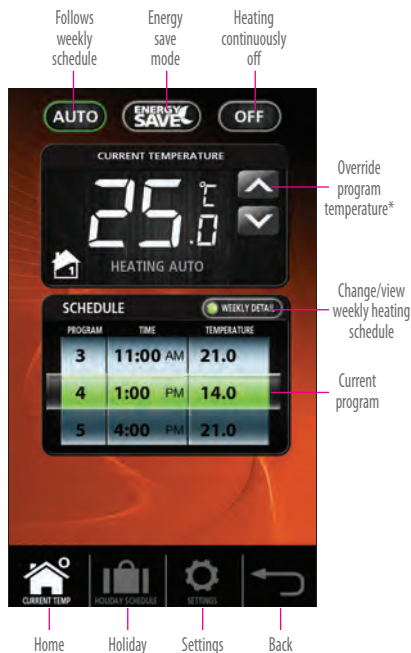 Follows weekly schedule
Energy save mode
Heating continuously off
AUTO
ENERGY SAVE
OFF
CURRENT TEMPERATURE
25.0 °C
HEATING AUTO
1
Override program temperature*
SCHEDULE
WEEKLY DETAIL
Change/view weekly heating schedule
PROGRAM TIME TEMPERATURE
3 11:00 AM 21.0
4 1:00 PM 14.0
Current program
5 4:00 PM 21.0
CURRENT TEMP
HOLIDAY SCHEDULE
SETTINGS
Home
Holiday
Settings
Back